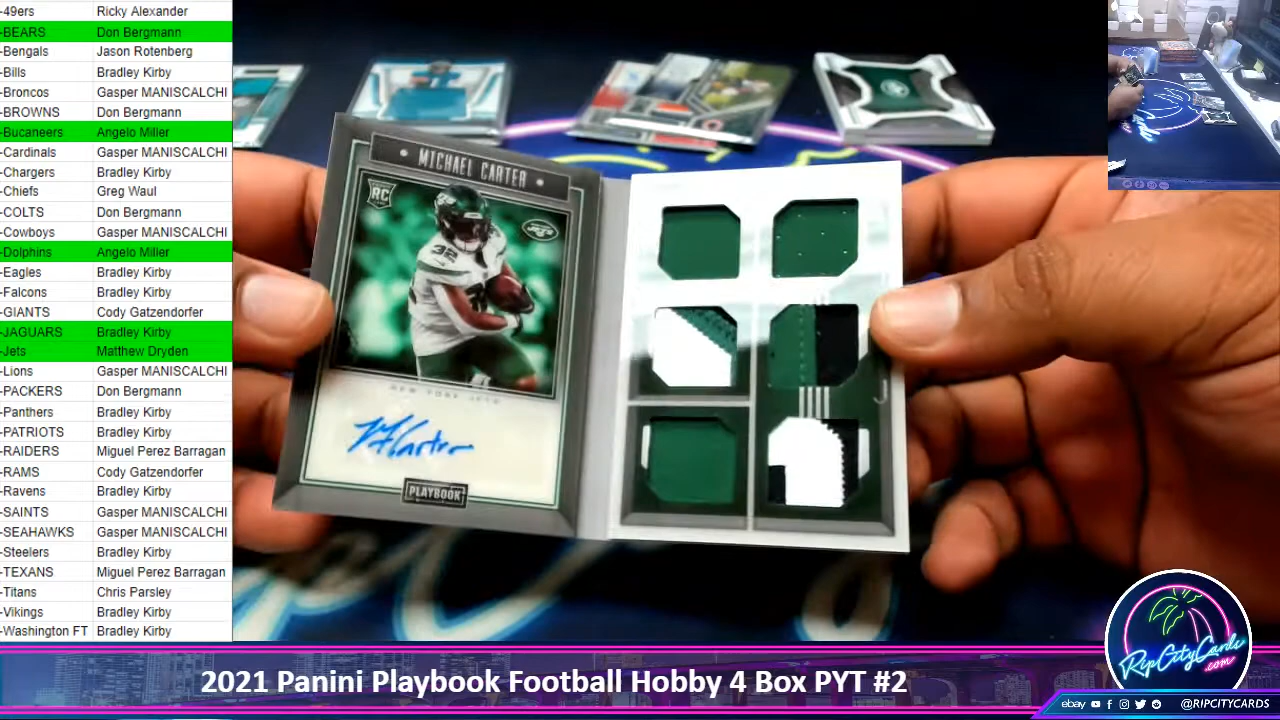 -49ers Ricky Alexander
-BEARS Don Bergmann
-Bengals Jason Rotenberg
-Bills Bradley Kirby
-Broncos Gasper MANISCALCHI
-BROWNS Don Bergmann
-Bucaneers Angelo Miller
-Cardinals Gasper MANISCALCHI
-Chargers Bradley Kirby
-Chiefs Greg Waul
-COLTS Don Bergmann
-Cowboys Gasper MANISCALCHI
-Dolphins Angelo Miller
-Eagles Bradley Kirby
-Falcons Bradley Kirby
-GIANTS Cody Gatzendorfer
-JAGUARS Bradley Kirby
-Jets Matthew Dryden
-Lions Gasper MANISCALCHI
-PACKERS Don Bergmann
-Panthers Bradley Kirby
-PATRIOTS Bradley Kirby
-RAIDERS Miguel Perez Barragan
-RAMS Cody Gatzendorfer
-Ravens Bradley Kirby
-SAINTS Gasper MANISCALCHI
-SEAHAWKS Gasper MANISCALCHI
-Steelers Bradley Kirby
-TEXANS Miguel Perez Barragan
-Titans Chris Parsley
-Vikings Bradley Kirby
-Washington FT Bradley Kirby
MICHAEL CARTER
RC
JETS
32
NEW YORK JETS
M Carter
PLAYBOOK
RipCityCards
.com
2021 Panini Playbook Football Hobby 4 Box PYT #2
ebay @RIPCITYCARDS